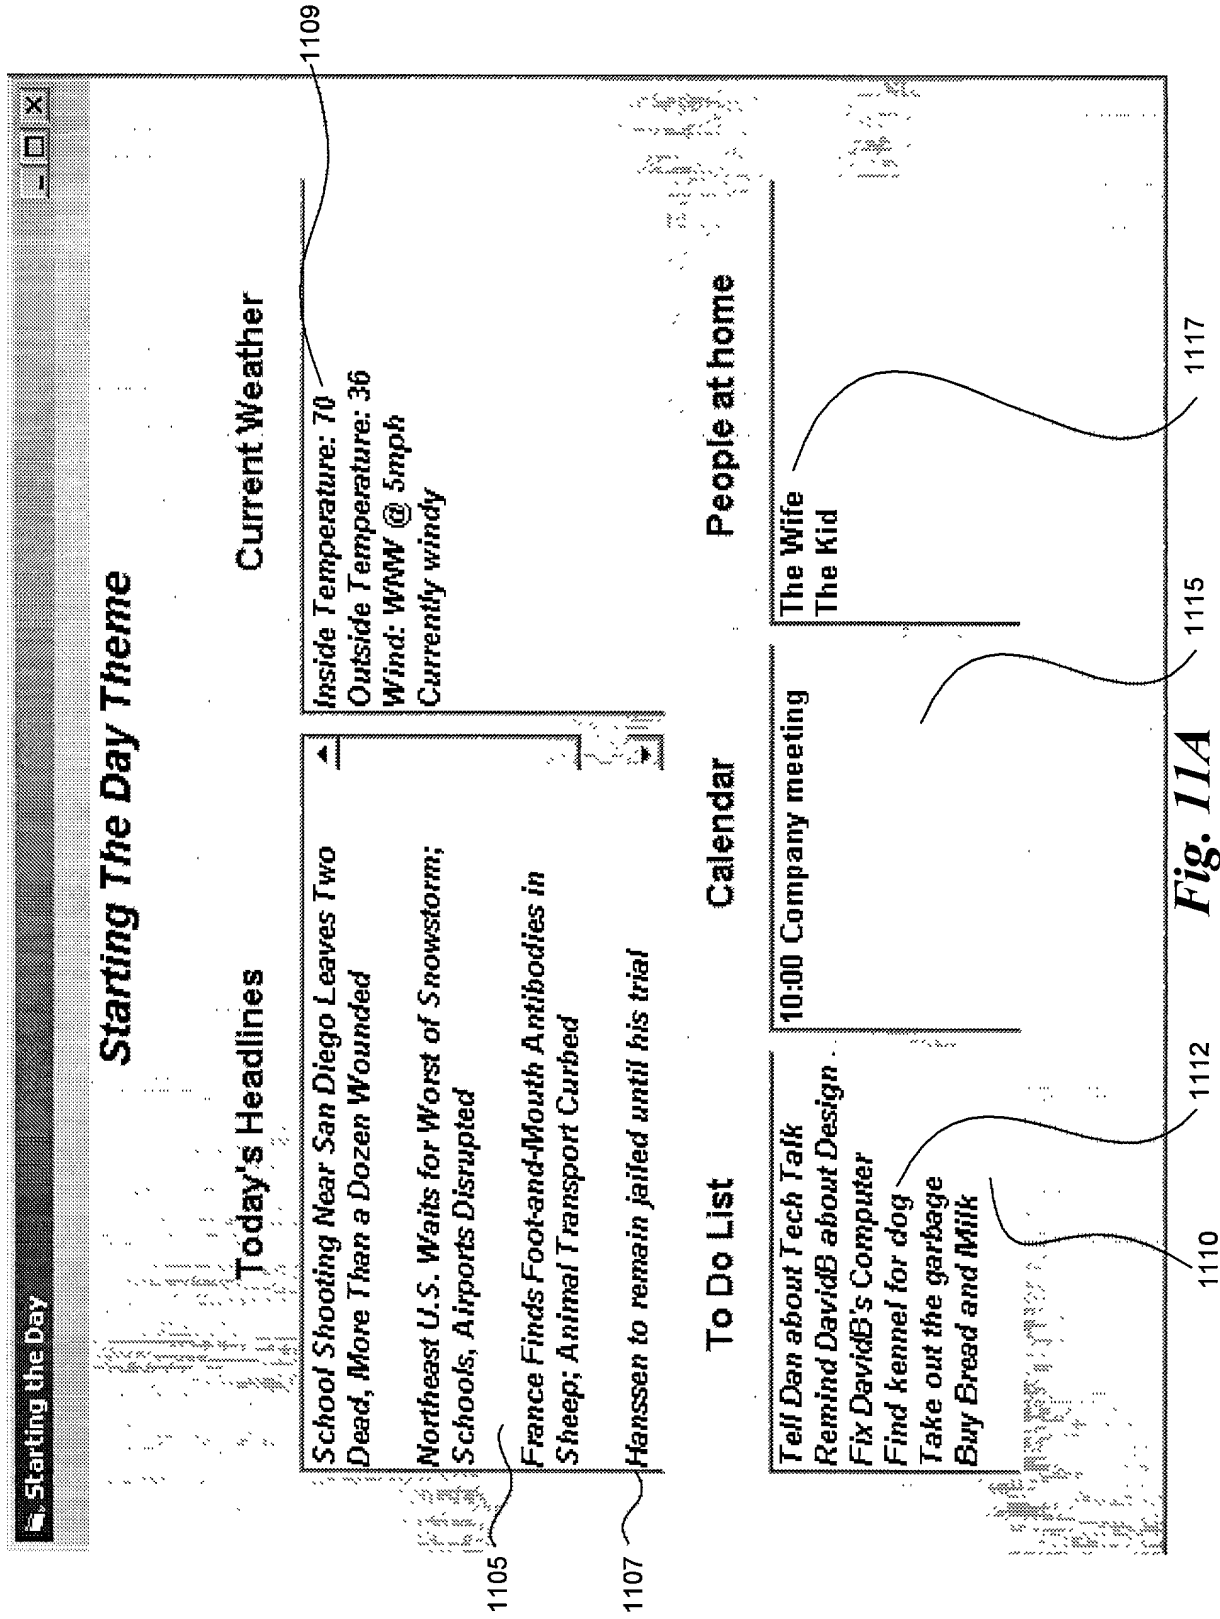 Starting the Day
Starting The Day Theme
Today's Headlines
School Shooting Near San Diego Leaves Two
Dead, More Than a Dozen Wounded
Northeast U.S. Waits for Worst of Snowstorm;
Schools, Airports Disrupted
France Finds Foot-and-Mouth Antibodies in
Sheep; Animal Transport Curbed
Hanssen to remain jailed until his trial
1105
1107
Current Weather
Inside Temperature: 70
Outside Temperature: 36
Wind: WNW @ 5mph
Currently windy
1109
To Do List
Tell Dan about Tech Talk
Remind DavidB about Design . .
Fix DavidB's Computer
Find kennel for dog
Take out the garbage
Buy Bread and Milk
1110
1112
Calendar
10:00 Company meeting
1115
People at home
The Wife
The Kid
1117
Fig. 11A